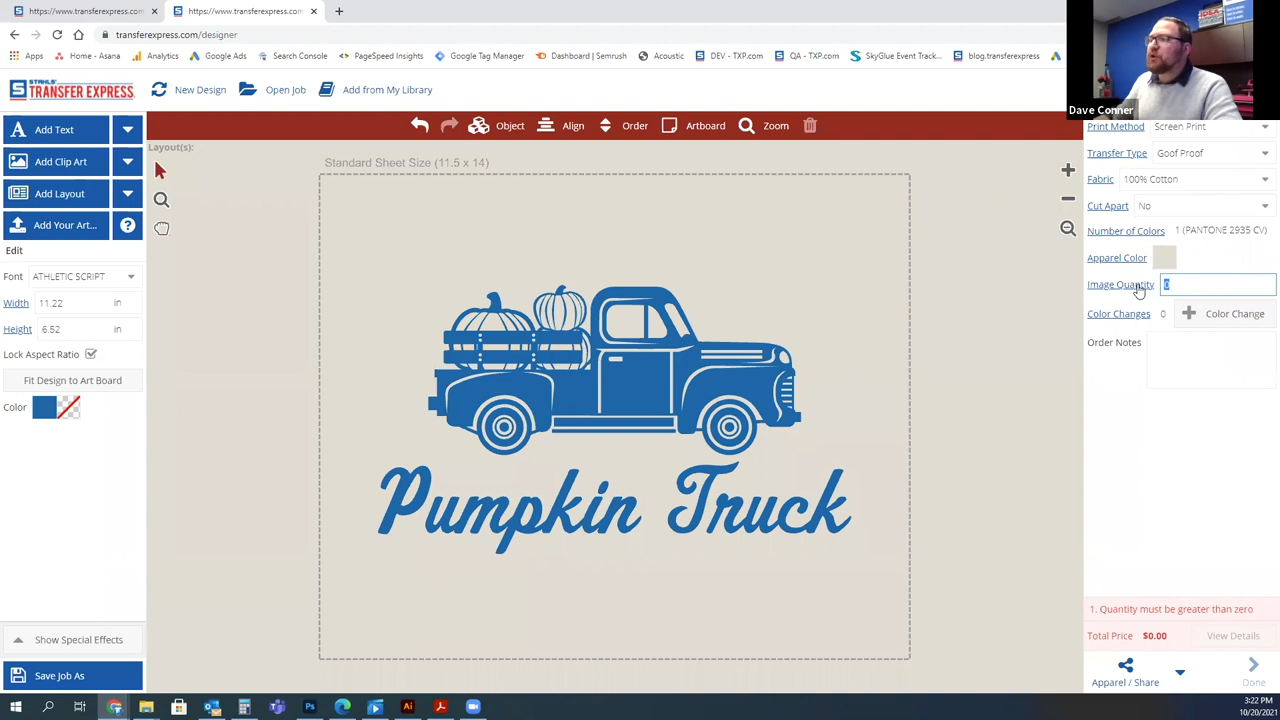 https://www.transferexpress.com/
https://www.transferexpress.com/
transferexpress.com/designer
Apps
Home - Asana
Analytics
Google Ads
Search Console
PageSpeed Insights
Google Tag Manager
Dashboard | Semrush
Acoustic
DEV - TXP.com
QA - TXP.com
SkyGlue Event Track...
blog.transferexpress
Dave Conner
STAHLS'
TRANSFER EXPRESS.
New Design
Open Job
Add from My Library
Add Text
Add Clip Art
Add Layout
Add Your Art...
Edit
Font ATHLETIC SCRIPT
Width 11.22 in
Height 6.52 in
Lock Aspect Ratio
Fit Design to Art Board
Color
Show Special Effects
Save Job As
Object
Align
Order
Artboard
Zoom
Layout(s):
Standard Sheet Size (11.5 x 14)
Pumpkin Truck
Print Method Screen Print
Transfer Type Goof Proof
Fabric 100% Cotton
Cut Apart No
Number of Colors 1 (PANTONE 2935 CV)
Apparel Color
Image Quantity 0
Color Changes 0 Color Change
Order Notes
1. Quantity must be greater than zero
Total Price $0.00 View Details
Apparel / Share
Done
3:22 PM
10/20/2021